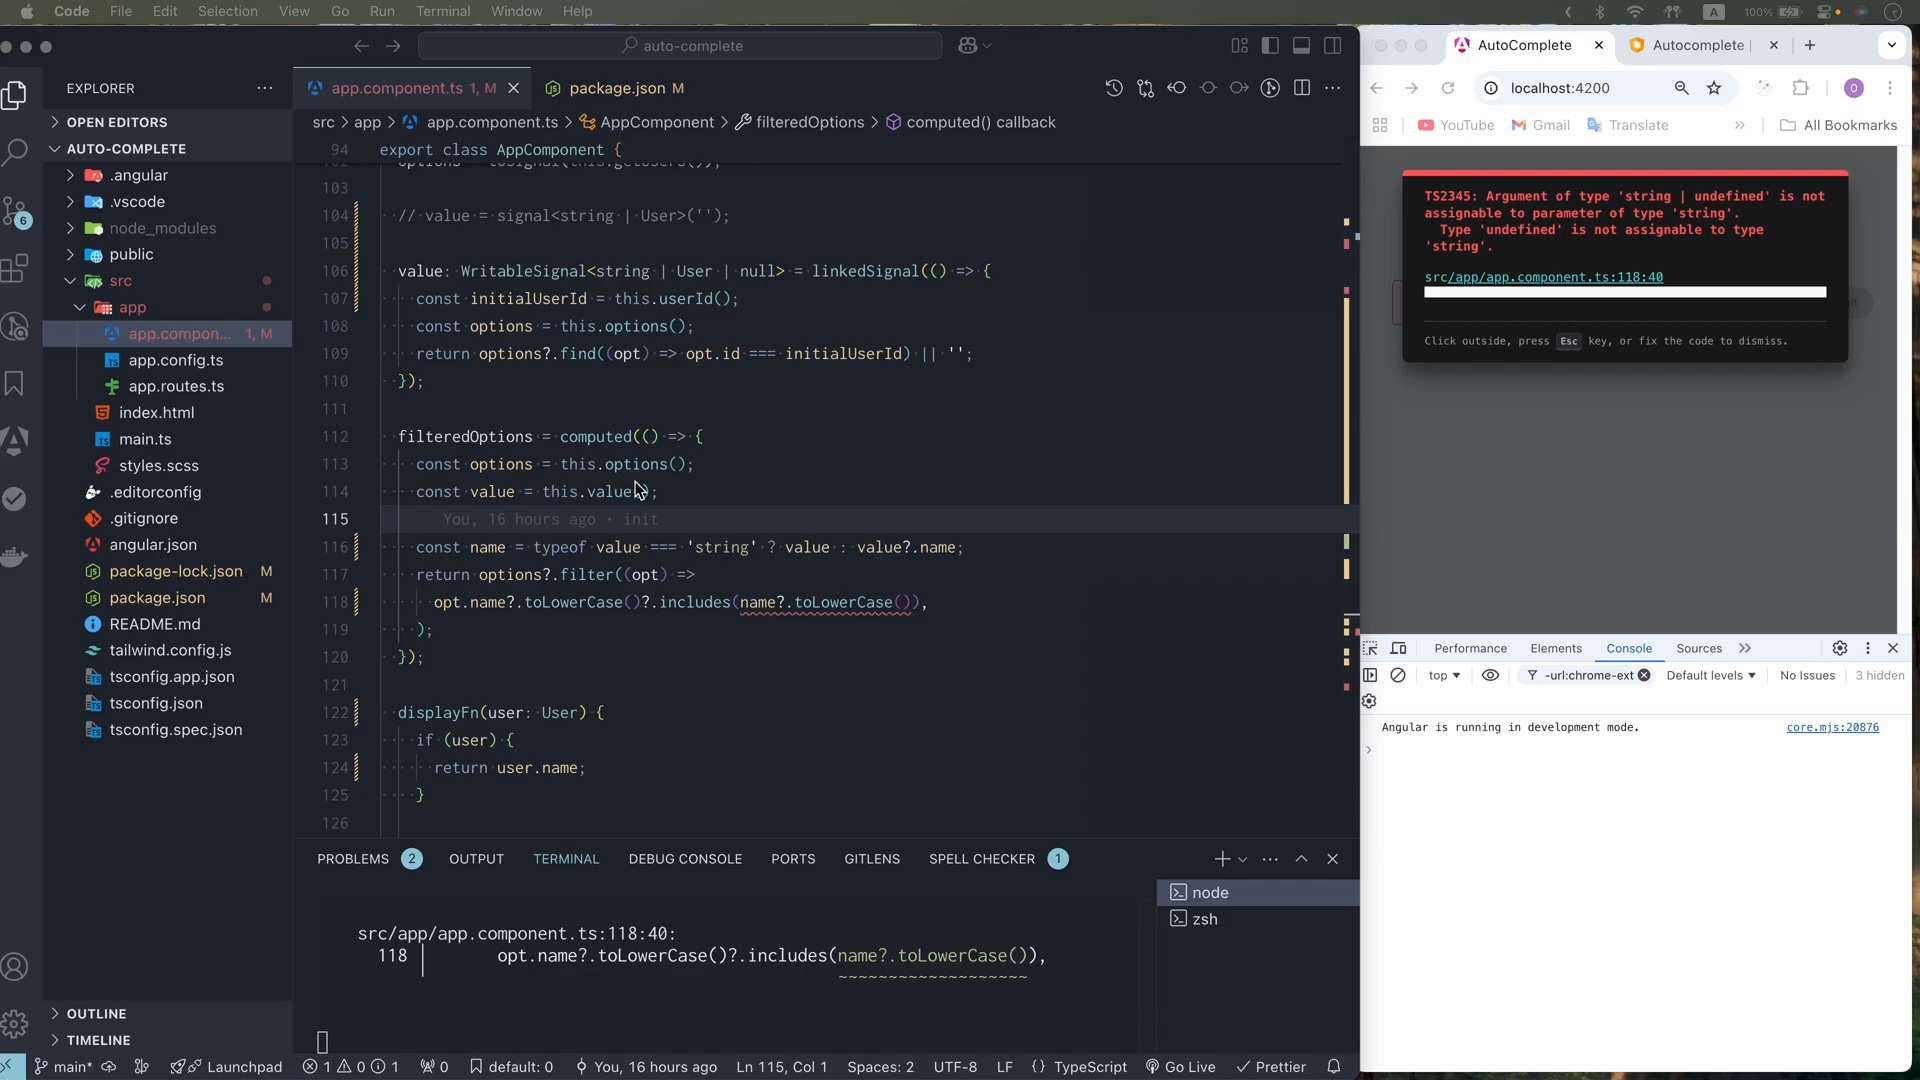 Code File Edit Selection View Go Run Terminal Window Help
A 100%
auto-complete
EXPLORER
OPEN EDITORS
AUTO-COMPLETE
.angular
.vscode
node_modules
public
src
app
app.compon... 1, M
app.config.ts
app.routes.ts
index.html
main.ts
styles.scss
.editorconfig
.gitignore
angular.json
package-lock.json M
package.json M
README.md
tailwind.config.js
tsconfig.app.json
tsconfig.json
tsconfig.spec.json
OUTLINE
TIMELINE
6
app.component.ts 1, M
package.json M
src > app > app.component.ts > AppComponent > filteredOptions > computed() callback
94 export class AppComponent {
103
104 // value = signal<string | User>('');
105
106 value: WritableSignal<string | User | null> = linkedSignal(() => {
107 const initialUserId = this.userId();
108 const options = this.options();
109 return options?.find((opt) => opt.id === initialUserId) || '';
110 });
111
112 filteredOptions = computed(() => {
113 const options = this.options();
114 const value = this.value();
115 You, 16 hours ago · init
116 const name = typeof value === 'string' ? value : value?.name;
117 return options?.filter((opt) =>
118 opt.name?.toLowerCase()?.includes(name?.toLowerCase()),
119 );
120 });
121
122 displayFn(user: User) {
123 if (user) {
124 return user.name;
125 }
126
PROBLEMS 2 OUTPUT TERMINAL DEBUG CONSOLE PORTS GITLENS SPELL CHECKER 1
src/app/app.component.ts:118:40:
118 │ opt.name?.toLowerCase()?.includes(name?.toLowerCase()),
~~~~~~~~~~~~~~~~~~~
node
zsh
main* Launchpad 1 0 1 0 default: 0 You, 16 hours ago Ln 115, Col 1 Spaces: 2 UTF-8 LF {} TypeScript Go Live Prettier
AutoComplete
Autocomplete |
localhost:4200
O
YouTube Gmail Translate All Bookmarks
TS2345: Argument of type 'string | undefined' is not
assignable to parameter of type 'string'.
Type 'undefined' is not assignable to type
'string'.
src/app/app.component.ts:118:40
Click outside, press Esc key, or fix the code to dismiss.
Performance Elements Console Sources
top -url:chrome-ext Default levels No Issues 3 hidden
Angular is running in development mode. core.mjs:20876